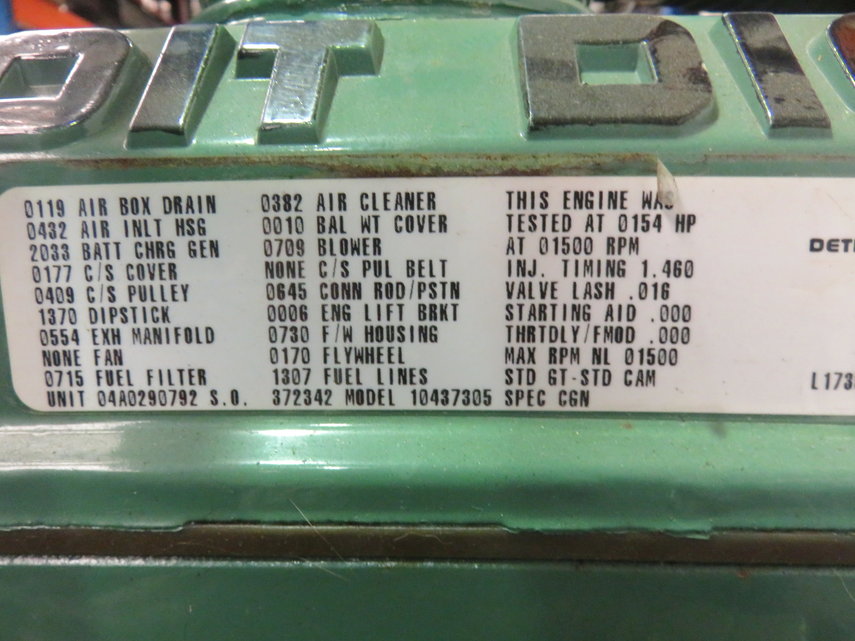 DIT DI
0119 AIR BOX DRAIN
0432 AIR INLT HSG
2033 BATT CHRG GEN
0177 C/S COVER
0409 C/S PULLEY
1370 DIPSTICK
0554 EXH MANIFOLD
NONE FAN
0715 FUEL FILTER
0382 AIR CLEANER
0010 BAL WT COVER
0709 BLOWER
NONE C/S PUL BELT
0645 CONN ROD/PSTN
0006 ENG LIFT BRKT
0730 F/W HOUSING
0170 FLYWHEEL
1307 FUEL LINES
THIS ENGINE WAS
TESTED AT 0154 HP
AT 01500 RPM
INJ. TIMING 1.460
VALVE LASH .016
STARTING AID .000
THRTDLY/FMOD .000
MAX RPM NL 01500
STD GT-STD CAM
UNIT 04A0290792 S.O. 372342 MODEL 10437305 SPEC CGN
DET
L173